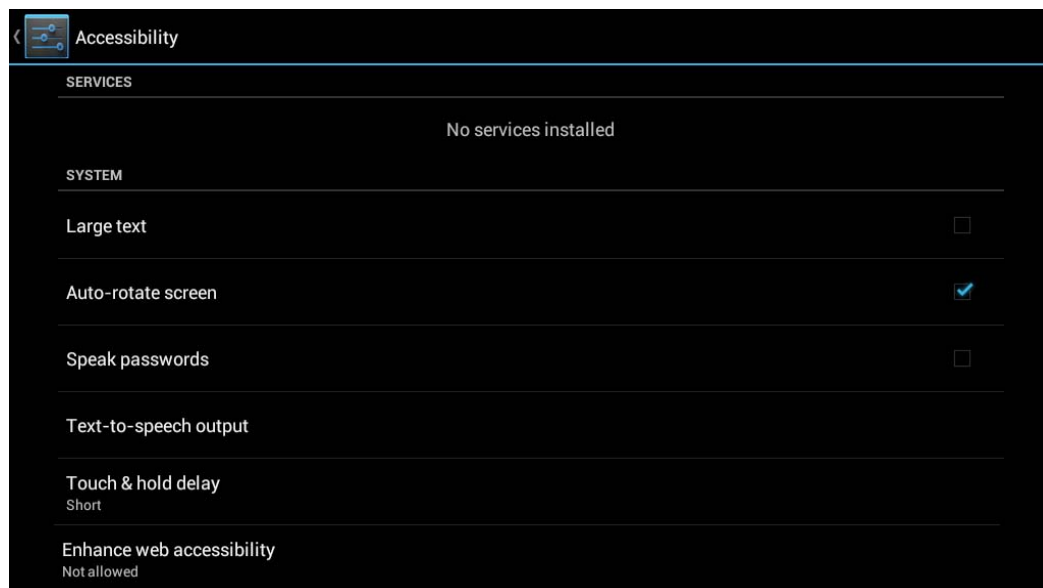 Accessibility
SERVICES
No services installed
SYSTEM
Large text
Auto-rotate screen
Speak passwords
Text-to-speech output
Touch & hold delay
Short
Enhance web accessibility
Not allowed